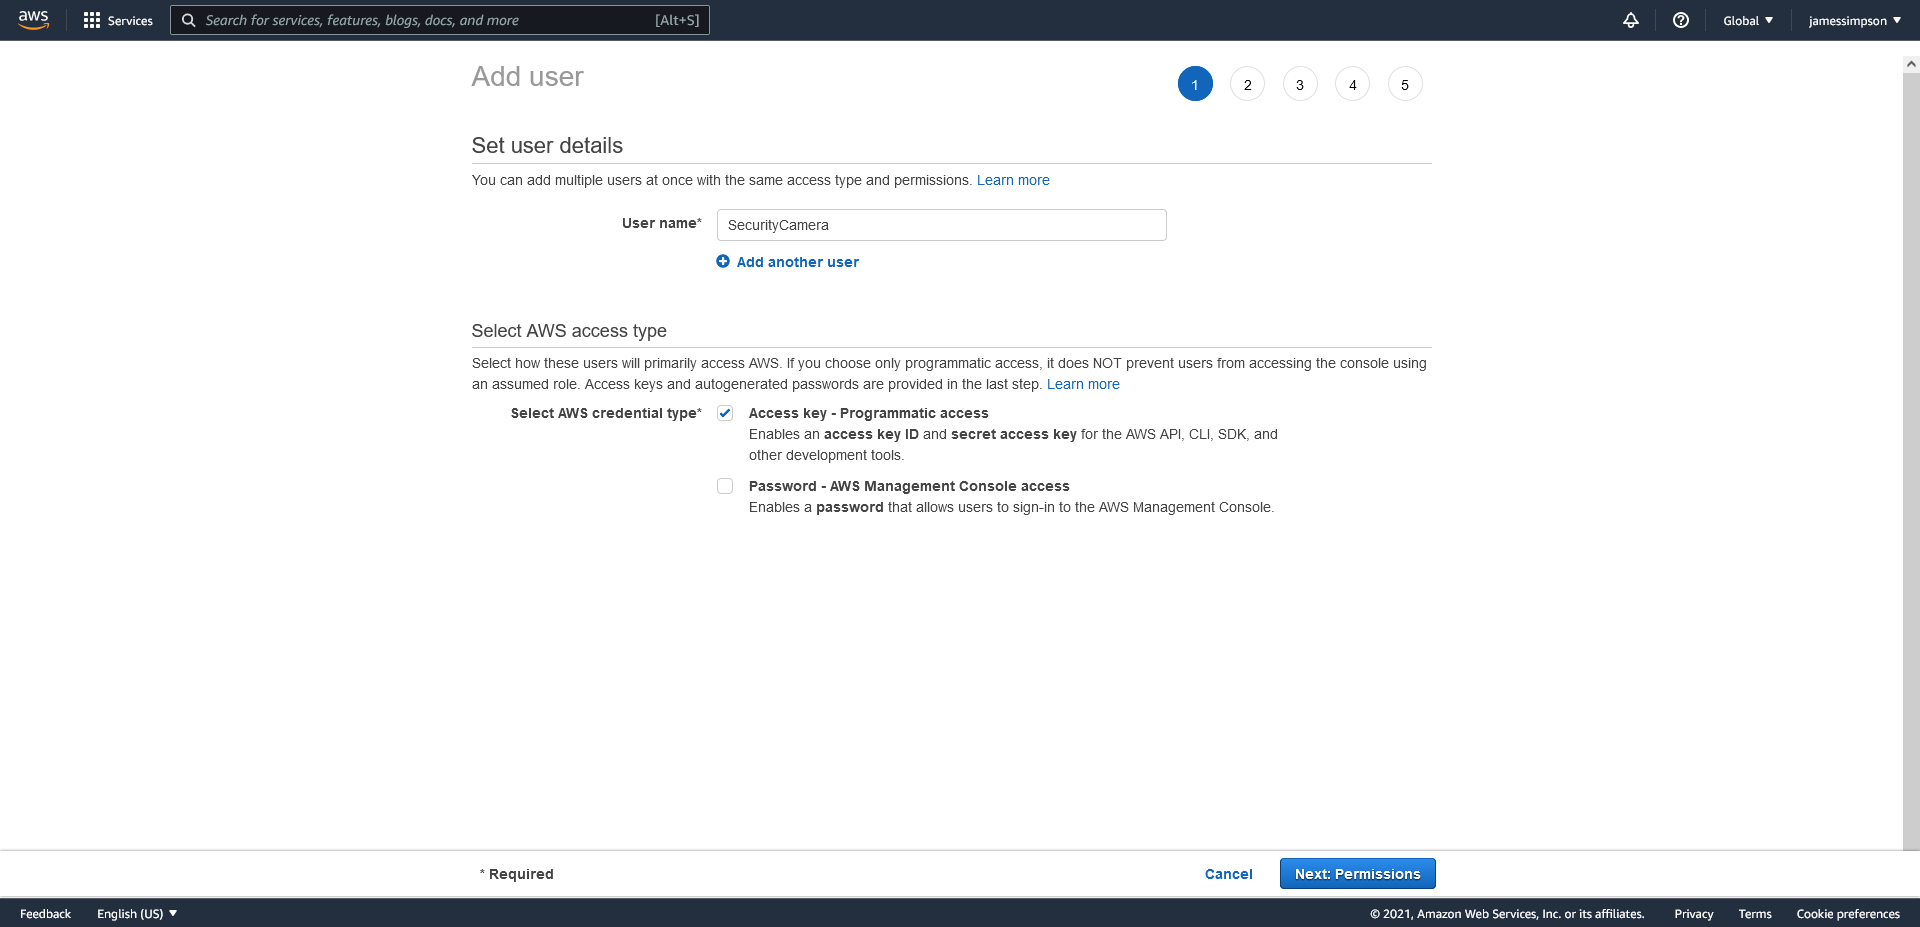 aws
Services
Search for services, features, blogs, docs, and more
[Alt+S]
Global
jamessimpson
Add user
1
2
3
4
5
Set user details
You can add multiple users at once with the same access type and permissions. Learn more
User name*
SecurityCamera
Add another user
Select AWS access type
Select how these users will primarily access AWS. If you choose only programmatic access, it does NOT prevent users from accessing the console using
an assumed role. Access keys and autogenerated passwords are provided in the last step. Learn more
Select AWS credential type*
Access key - Programmatic access
Enables an access key ID and secret access key for the AWS API, CLI, SDK, and
other development tools.
Password - AWS Management Console access
Enables a password that allows users to sign-in to the AWS Management Console.
* Required
Cancel
Next: Permissions
Feedback
English (US)
© 2021, Amazon Web Services, Inc. or its affiliates.
Privacy
Terms
Cookie preferences